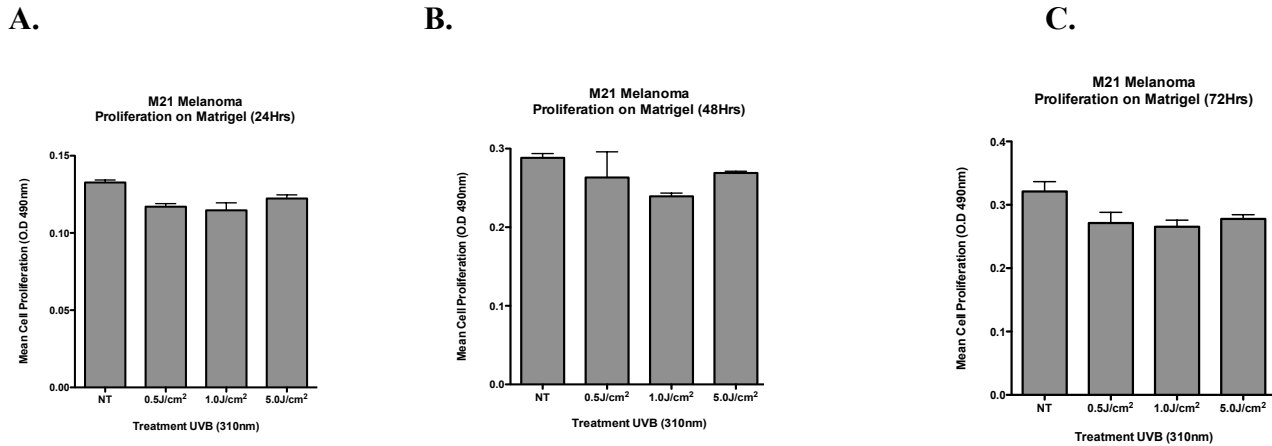 A.
M21 Melanoma
Proliferation on Matrigel (24Hrs)
Mean Cell Proliferation (O.D 490nm)
0.15
0.10
0.05
0.00
NT 0.5J/cm² 1.0J/cm² 5.0J/cm²
Treatment UVB (310nm)
B.
M21 Melanoma
Proliferation on Matrigel (48Hrs)
Mean Cell Proliferation (O.D 490nm)
0.3
0.2
0.1
0.0
NT 0.5J/cm² 1.0J/cm² 5.0J/cm²
Treatment UVB (310nm)
C.
M21 Melanoma
Proliferation on Matrigel (72Hrs)
Mean Cell Proliferation (O.D 490nm)
0.4
0.3
0.2
0.1
0.0
NT 0.5J/cm² 1.0J/cm² 5.0J/cm²
Treatment UVB (310nm)